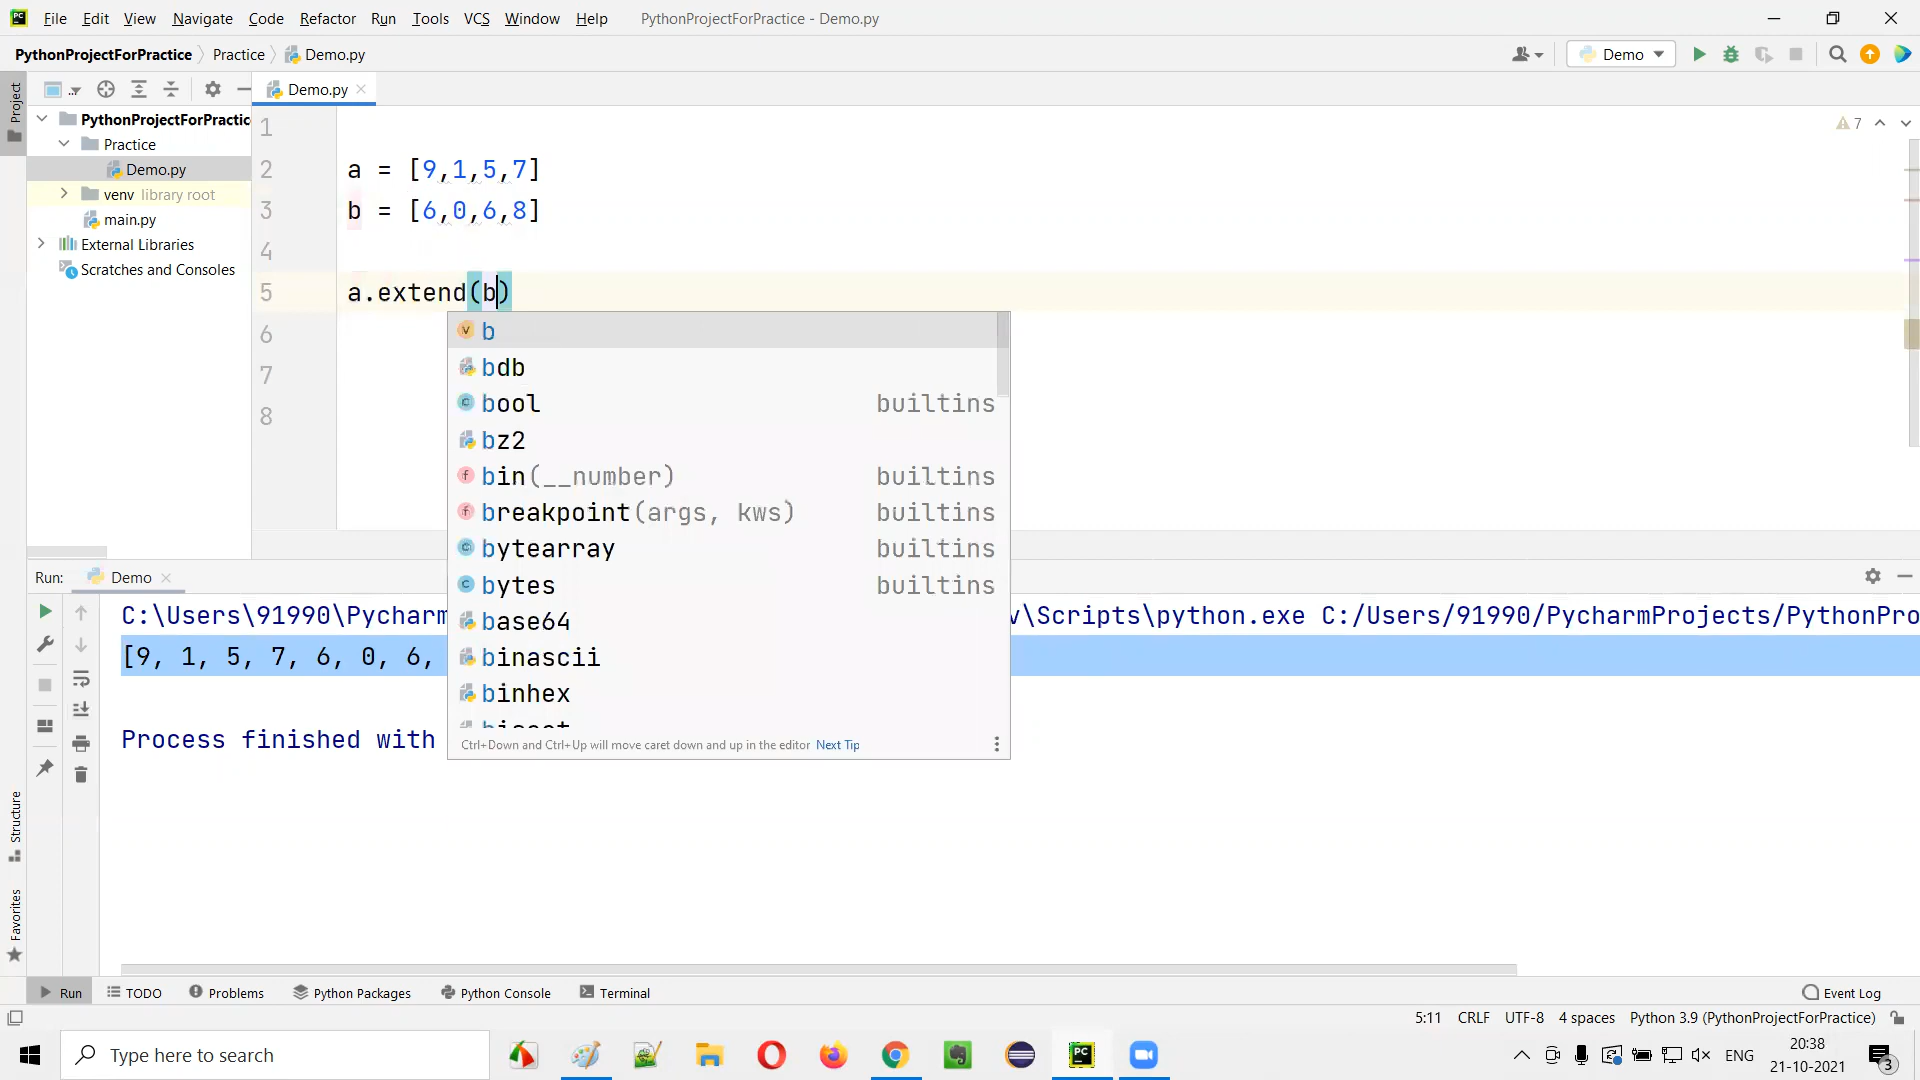 File Edit View Navigate Code Refactor Run Tools VCS Window Help PythonProjectForPractice - Demo.py
PythonProjectForPractice Practice Demo.py Demo
Project
Demo.py
PythonProjectForPractic
Practice
Demo.py
venv library root
main.py
External Libraries
Scratches and Consoles
7
1
2 a = [9,1,5,7]
3 b = [6,0,6,8]
4
5 a.extend(b)
6
7
8
b
bdb
bool builtins
bz2
bin(__number) builtins
breakpoint(args, kws) builtins
bytearray builtins
bytes builtins
base64
binascii
binhex
Ctrl+Down and Ctrl+Up will move caret down and up in the editor Next Tip
Run: Demo
C:\Users\91990\Pycharm v\Scripts\python.exe C:/Users/91990/PycharmProjects/PythonPro
[9, 1, 5, 7, 6, 0, 6,
Process finished with
Structure
Favorites
Run TODO Problems Python Packages Python Console Terminal Event Log
5:11 CRLF UTF-8 4 spaces Python 3.9 (PythonProjectForPractice)
Type here to search
PC
ENG
20:38
21-10-2021
3